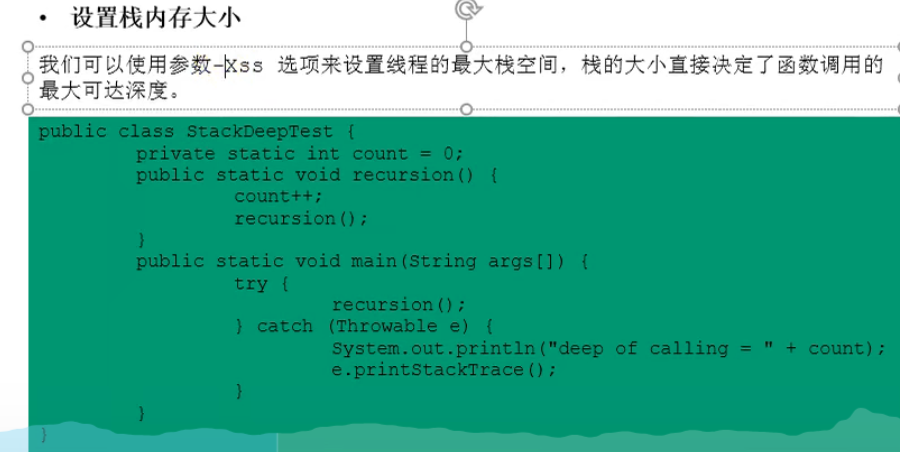 • 设置栈内存大小
我们可以使用参数-Xss 选项来设置线程的最大栈空间，栈的大小直接决定了函数调用的
最大可达深度。
public class StackDeepTest {
private static int count = 0;
public static void recursion() {
count++;
recursion();
}
public static void main(String args[]) {
try {
recursion();
} catch (Throwable e) {
System.out.println("deep of calling = " + count);
e.printStackTrace();
}
}
}